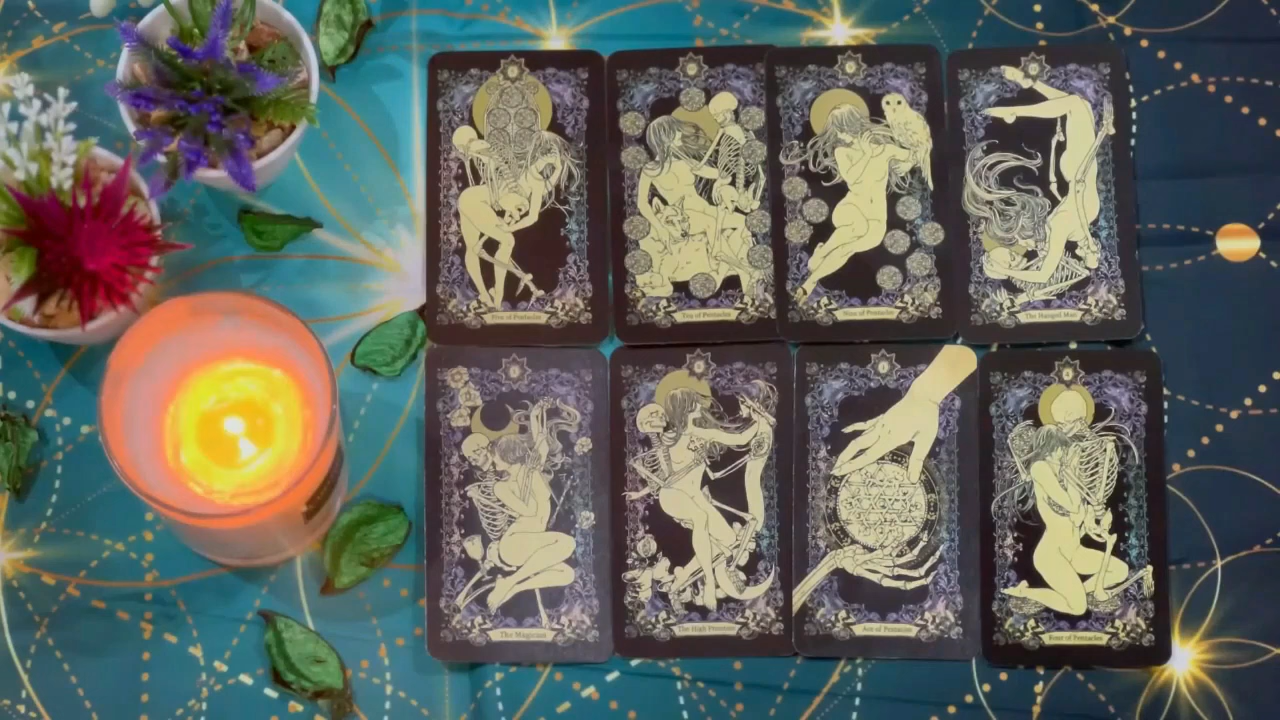 Five of Pentacles
Ten of Pentacles
Nine of Pentacles
The Hanged Man
The Magician
The High Priestess
Ace of Pentacles
Four of Pentacles